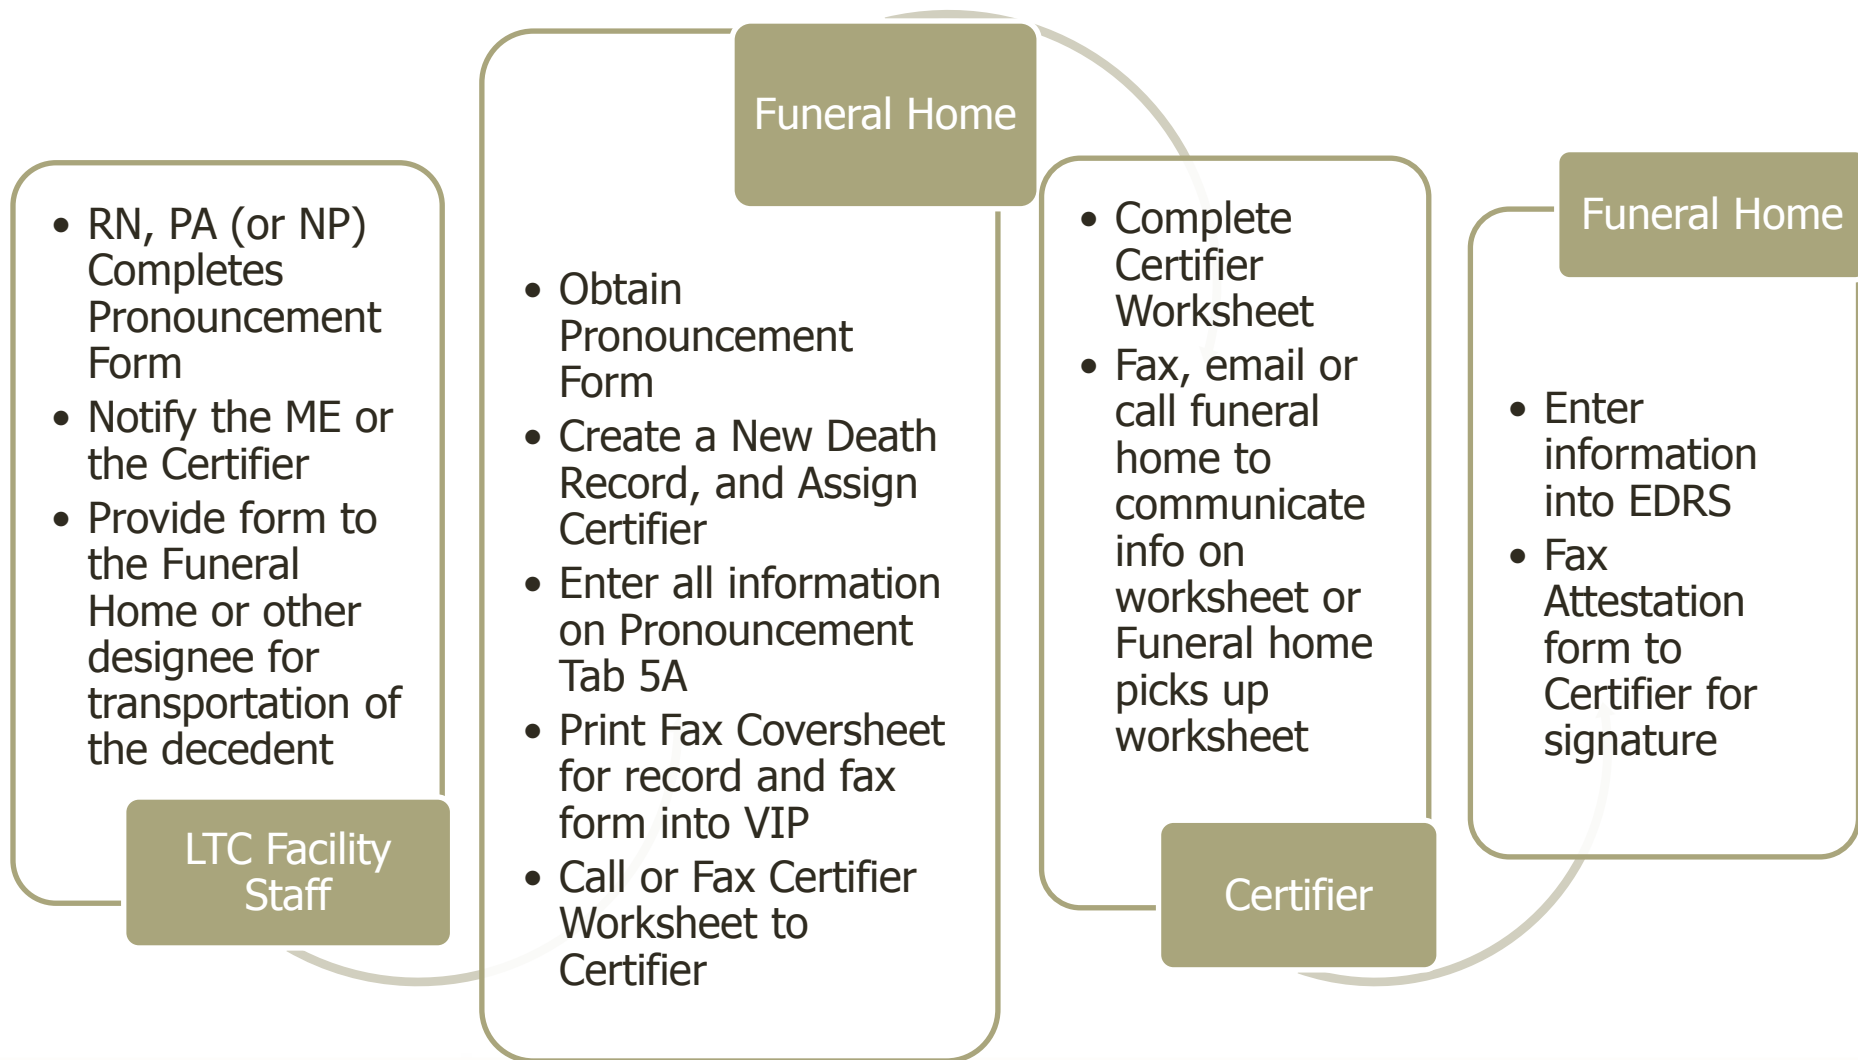 • RN, PA (or NP)
Completes
Pronouncement
Form
• Notify the ME or
the Certifier
• Provide form to
the Funeral
Home or other
designee for
transportation of
the decedent
LTC Facility
Staff
Funeral Home
• Obtain
Pronouncement
Form
• Create a New Death
Record, and Assign
Certifier
• Enter all information
on Pronouncement
Tab 5A
• Print Fax Coversheet
for record and fax
form into VIP
• Call or Fax Certifier
Worksheet to
Certifier
• Complete
Certifier
Worksheet
• Fax, email or
call funeral
home to
communicate
info on
worksheet or
Funeral home
picks up
worksheet
Certifier
Funeral Home
• Enter
information
into EDRS
• Fax
Attestation
form to
Certifier for
signature